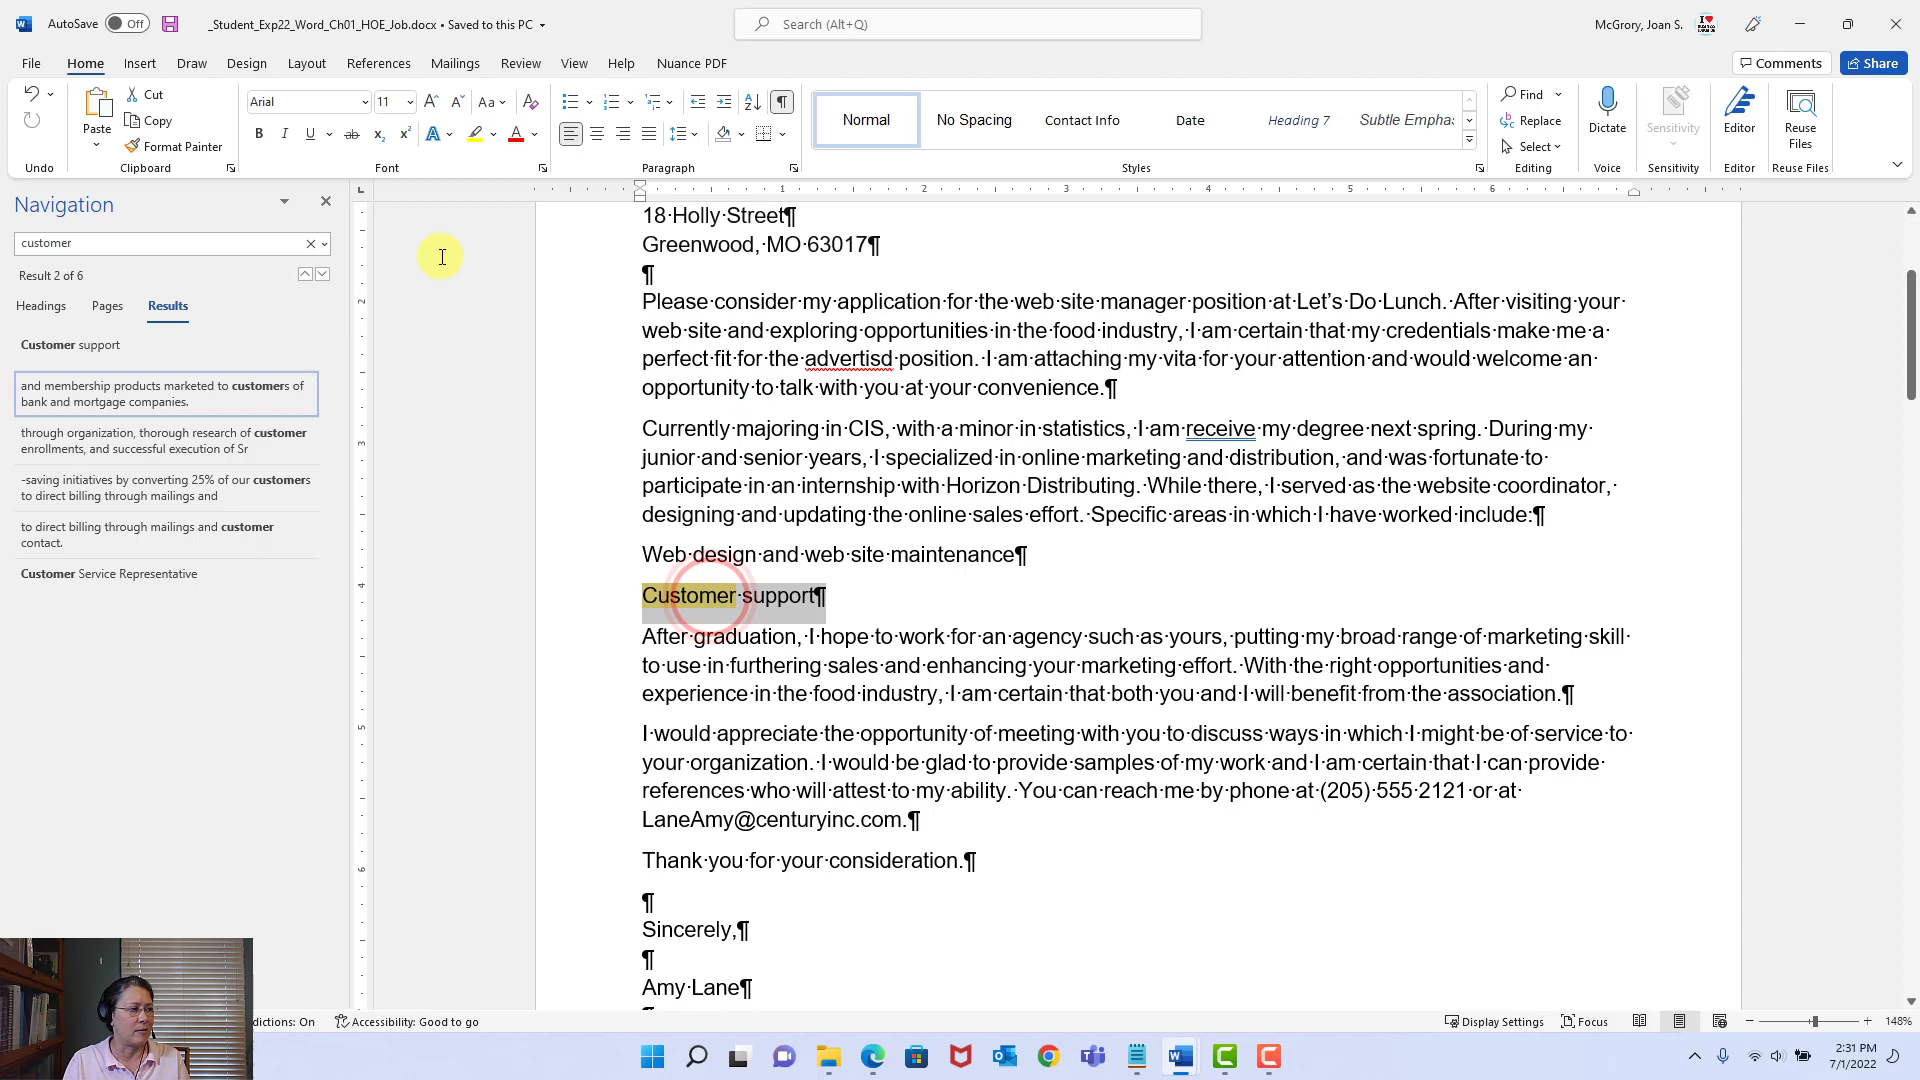 AutoSave Off _Student_Exp22_Word_Ch01_HOE_Job.docx • Saved to this PC
Search (Alt+Q)
McGrory, Joan S.
File Home Insert Draw Design Layout References Mailings Review View Help Nuance PDF
Comments Share
Paste Cut Copy Format Painter
Arial 11
Normal No Spacing Contact Info Date Heading 7 Subtle Emphas
Find Replace Select
Dictate Sensitivity Editor Reuse Files
Undo Clipboard Font Paragraph Styles Editing Voice Sensitivity Editor Reuse Files
Navigation
customer
Result 2 of 6
Headings Pages Results
Customer support
and membership products marketed to customers of
bank and mortgage companies.
through organization, thorough research of customer
enrollments, and successful execution of Sr
-saving initiatives by converting 25% of our customers
to direct billing through mailings and
to direct billing through mailings and customer
contact.
Customer Service Representative
1 2 3 4 5 6
2
3
4
5
6
18·Holly·Street¶
Greenwood,·MO·63017¶
¶
Please·consider·my·application·for·the·web·site·manager·position·at·Let’s·Do·Lunch.·After·visiting·your·
web·site·and·exploring·opportunities·in·the·food·industry,·I·am·certain·that·my·credentials·make·me·a·
perfect·fit·for·the·advertisd·position.·I·am·attaching·my·vita·for·your·attention·and·would·welcome·an·
opportunity·to·talk·with·you·at·your·convenience.¶
Currently·majoring·in·CIS,·with·a·minor·in·statistics,·I·am·receive·my·degree·next·spring.·During·my·
junior·and·senior·years,·I·specialized·in·online·marketing·and·distribution,·and·was·fortunate·to·
participate·in·an·internship·with·Horizon·Distributing.·While·there,·I·served·as·the·website·coordinator,·
designing·and·updating·the·online·sales·effort.·Specific·areas·in·which·I·have·worked·include:¶
Web·design·and·web·site·maintenance¶
Customer·support¶
After·graduation,·I·hope·to·work·for·an·agency·such·as·yours,·putting·my·broad·range·of·marketing·skill·
to·use·in·furthering·sales·and·enhancing·your·marketing·effort.·With·the·right·opportunities·and·
experience·in·the·food·industry,·I·am·certain·that·both·you·and·I·will·benefit·from·the·association.¶
I·would·appreciate·the·opportunity·of·meeting·with·you·to·discuss·ways·in·which·I·might·be·of·service·to·
your·organization.·I·would·be·glad·to·provide·samples·of·my·work·and·I·am·certain·that·I·can·provide·
references·who·will·attest·to·my·ability.·You·can·reach·me·by·phone·at·(205)·555·2121·or·at·
LaneAmy@centuryinc.com.¶
Thank·you·for·your·consideration.¶
¶
Sincerely,¶
¶
Amy·Lane¶
dictions: On Accessibility: Good to go
Display Settings Focus 148%
2:31 PM
7/1/2022